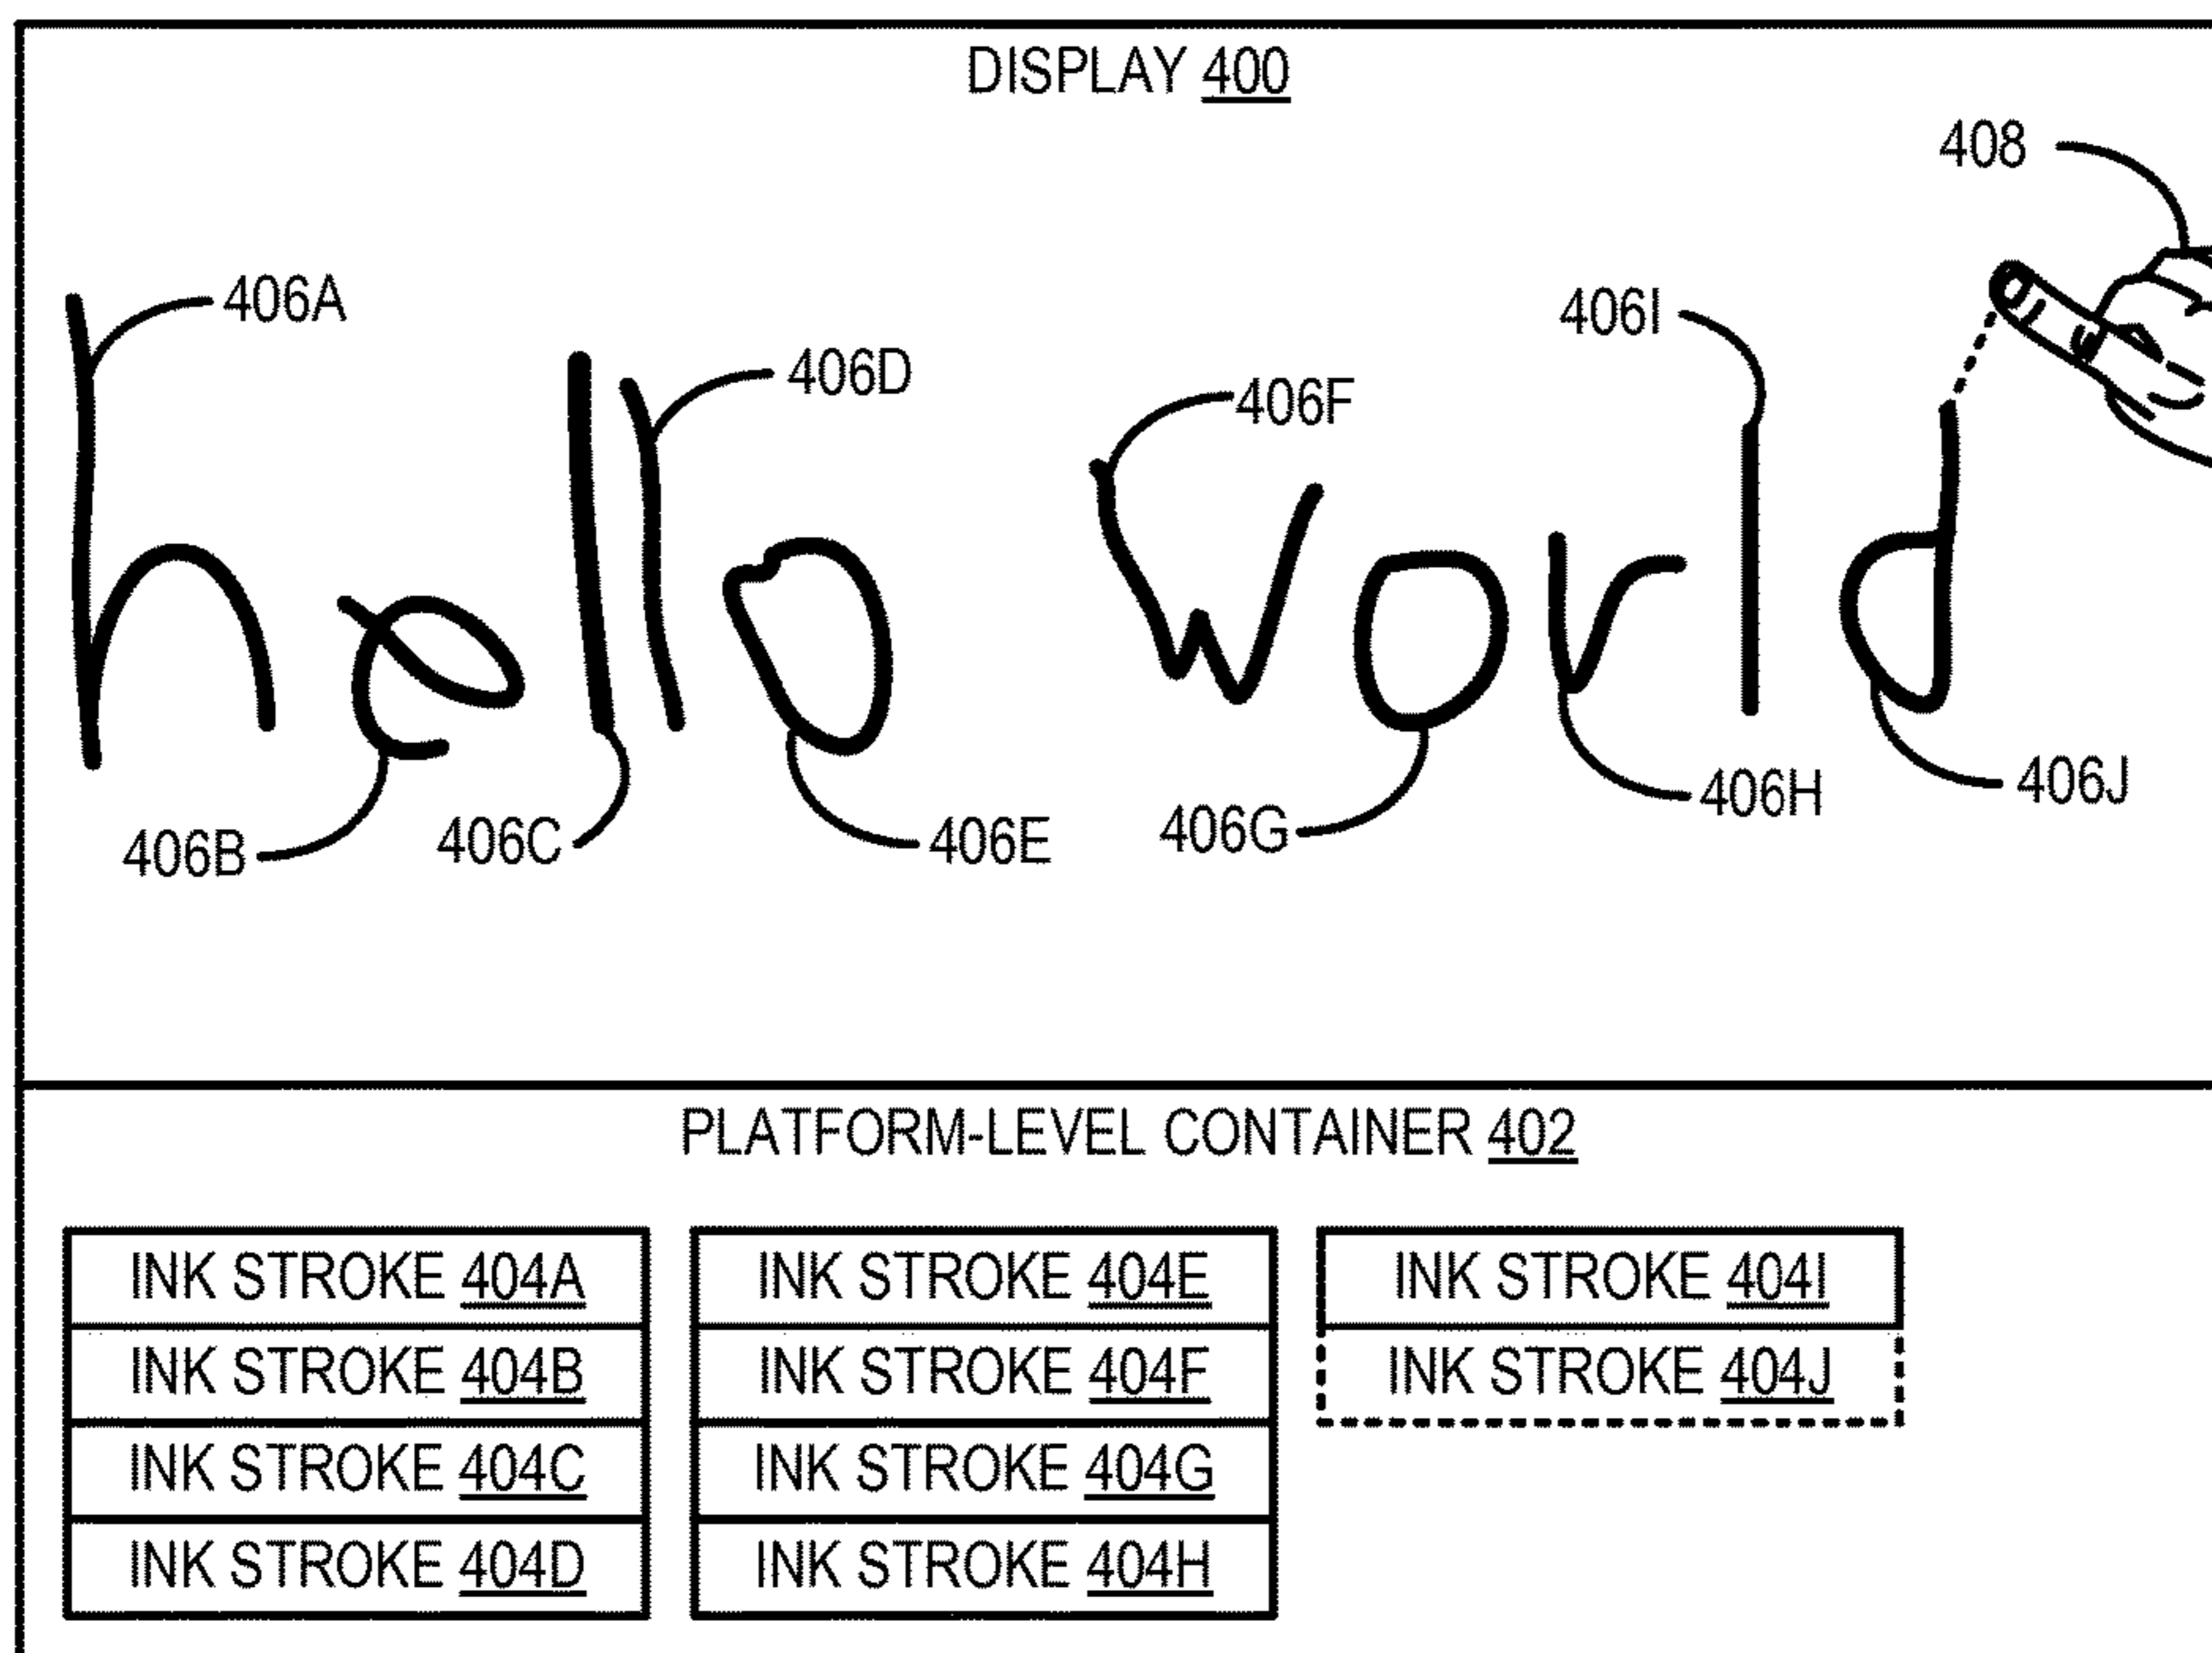 DISPLAY 400
408
406A
406I
406D
406F
hello world
406H
406J
406G
406B
406C
406E
PLATFORM-LEVEL CONTAINER 402
INK STROKE 404A
INK STROKE 404B
INK STROKE 404C
INK STROKE 404D
INK STROKE 404E
INK STROKE 404F
INK STROKE 404G
INK STROKE 404H
INK STROKE 404I
INK STROKE 404J